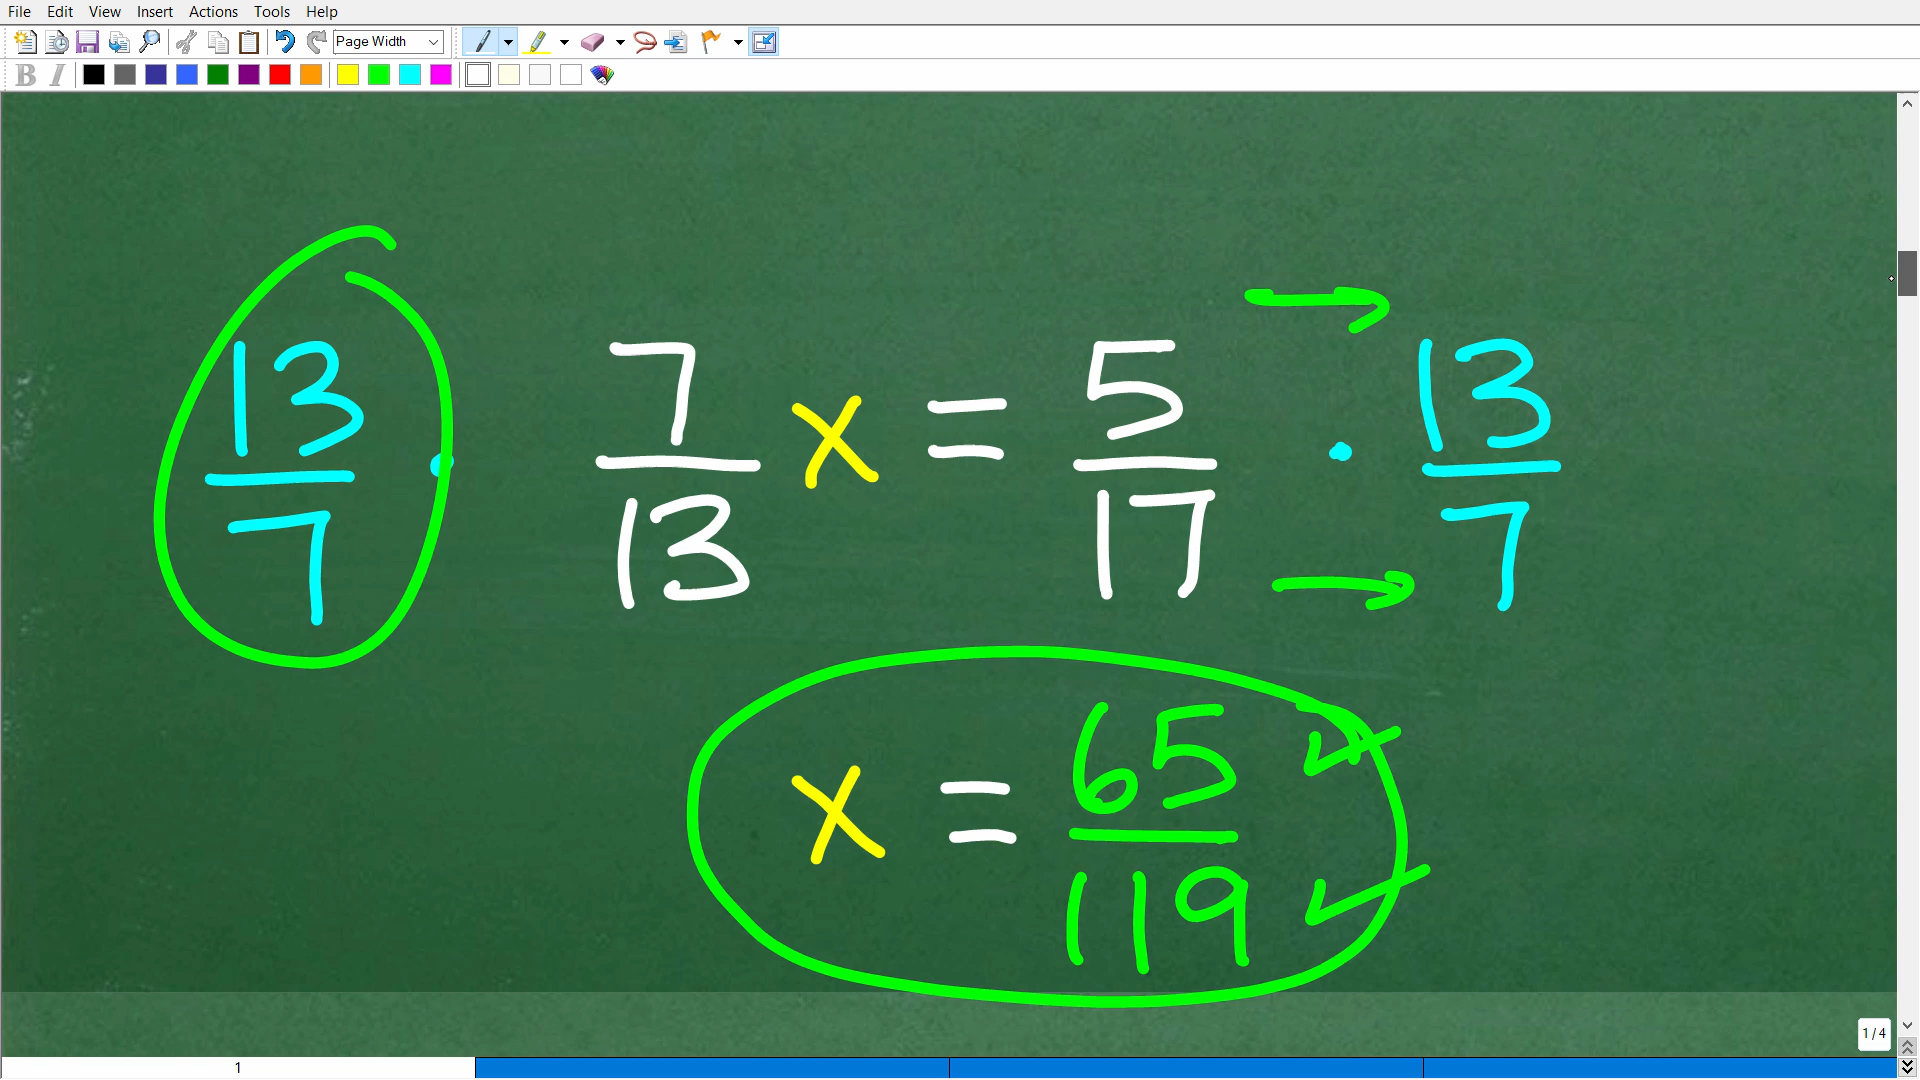 File Edit View Insert Actions Tools Help
Page Width
B I
13/7 · 7/13 x = 5/17 · 13/7
x = 65/119
1 / 4
1